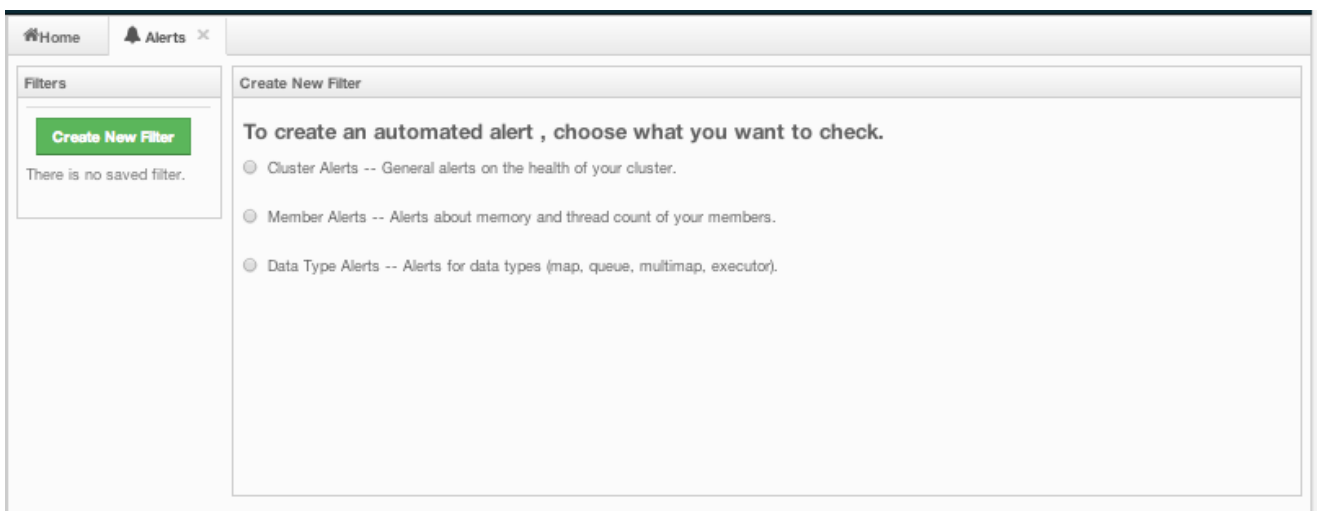 Home
Alerts
Filters
Create New Filter
There is no saved filter.
Create New Filter
To create an automated alert , choose what you want to check.
Cluster Alerts -- General alerts on the health of your cluster.
Member Alerts -- Alerts about memory and thread count of your members.
Data Type Alerts -- Alerts for data types (map, queue, multimap, executor).